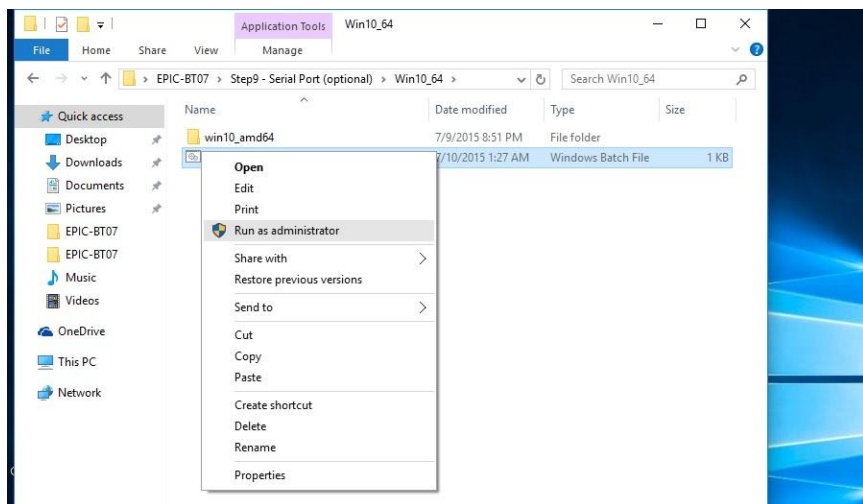 Application Tools Win10_64
File Home Share View Manage
EPIC-BT07 > Step9 - Serial Port (optional) > Win10_64 > Search Win10_64
Name Date modified Type Size
Quick access
Desktop
Downloads
Documents
Pictures
EPIC-BT07
EPIC-BT07
Music
Videos
OneDrive
This PC
Network
win10_amd64 7/9/2015 8:51 PM File folder
7/10/2015 1:27 AM Windows Batch File 1 KB
Open
Edit
Print
Run as administrator
Share with
Restore previous versions
Send to
Cut
Copy
Paste
Create shortcut
Delete
Rename
Properties